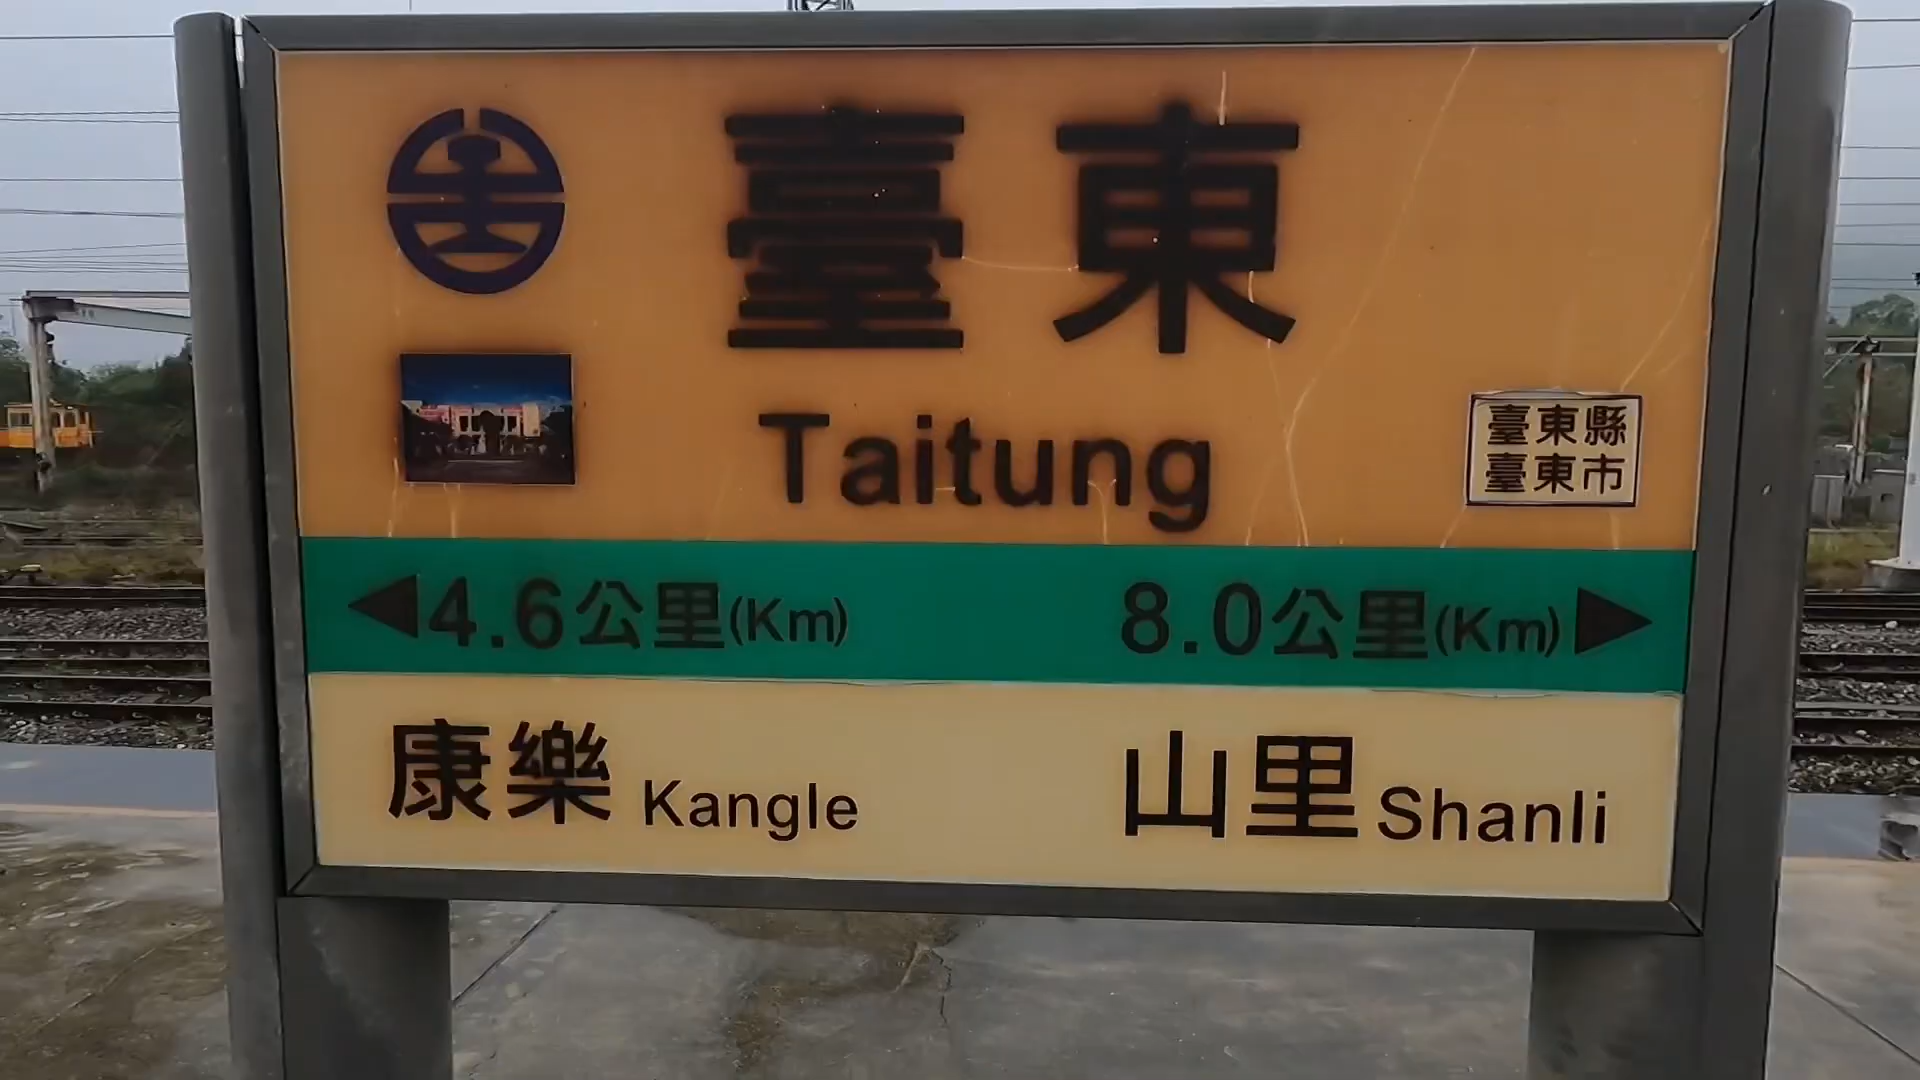 臺東
Taitung
臺東縣
臺東市
◀4.6公里(Km)
8.0公里(Km)▶
康樂 Kangle
山里 Shanli